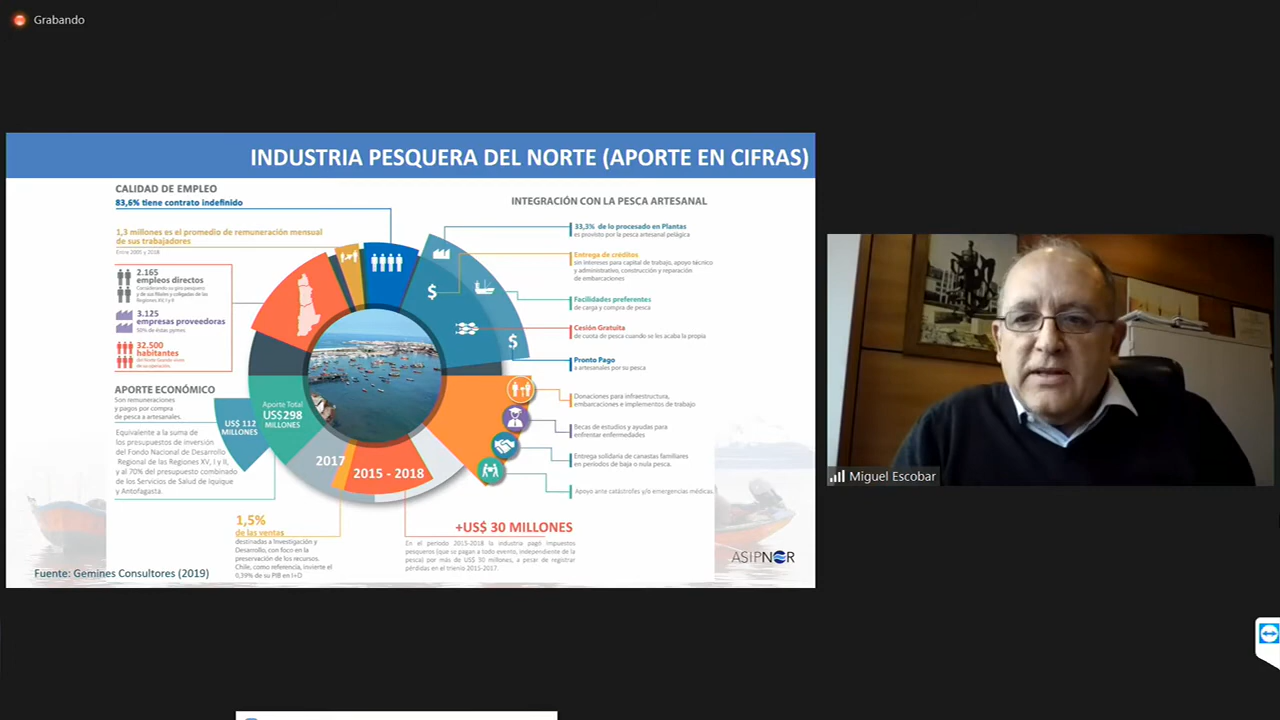 Grabando
INDUSTRIA PESQUERA DEL NORTE (APORTE EN CIFRAS)
CALIDAD DE EMPLEO
83,6% tiene contrato indefinido
1,3 millones es el promedio de remuneración mensual
de sus trabajadores
Entre 2005 y 2018
2.165
empleos directos
Considerando su giro pesquero
y de sus filiales y coligadas de las
Regiones XV, I y II
3.125
empresas proveedoras
50% de éstas pymes.
32.500
habitantes
del Norte Grande viven
de su operación.
APORTE ECONÓMICO
Son remuneraciones
y pagos por compra
de pesca a artesanales.
Equivalente a la suma de
los presupuestos de inversión
del Fondo Nacional de Desarrollo
Regional de las Regiones XV, I y II,
y al 70% del presupuesto combinado
de los Servicios de Salud de Iquique
y Antofagasta.
US$ 112
MILLONES
Aporte Total
US$298
MILLONES
2017
2015 - 2018
$
$
INTEGRACIÓN CON LA PESCA ARTESANAL
33,3% de lo procesado en Plantas
es provisto por la pesca artesanal pelágica
Entrega de créditos
sin intereses para capital de trabajo, apoyo técnico
y administrativo, construcción y reparación
de embarcaciones
Facilidades preferentes
de carga y compra de pesca
Cesión Gratuita
de cuota de pesca cuando se les acaba la propia
Pronto Pago
a artesanales por su pesca
Donaciones para infraestructura,
embarcaciones e implementos de trabajo
Becas de estudios y ayudas para
enfrentar enfermedades
Entrega solidaria de canastas familiares
en períodos de baja o nula pesca.
Apoyo ante catástrofes y/o emergencias médicas.
1,5%
de las ventas
destinadas a Investigación y
Desarrollo, con foco en la
preservación de los recursos.
Chile, como referencia, invierte el
0,39% de su PIB en I+D
+US$ 30 MILLONES
En el período 2015-2018 la industria pagó impuestos
pesqueros (que se pagan a todo evento, independiente de la
pesca) por más de US$ 30 millones, a pesar de registrar
pérdidas en el trienio 2015-2017.
Fuente: Gemines Consultores (2019)
ASIPNOR
Miguel Escobar